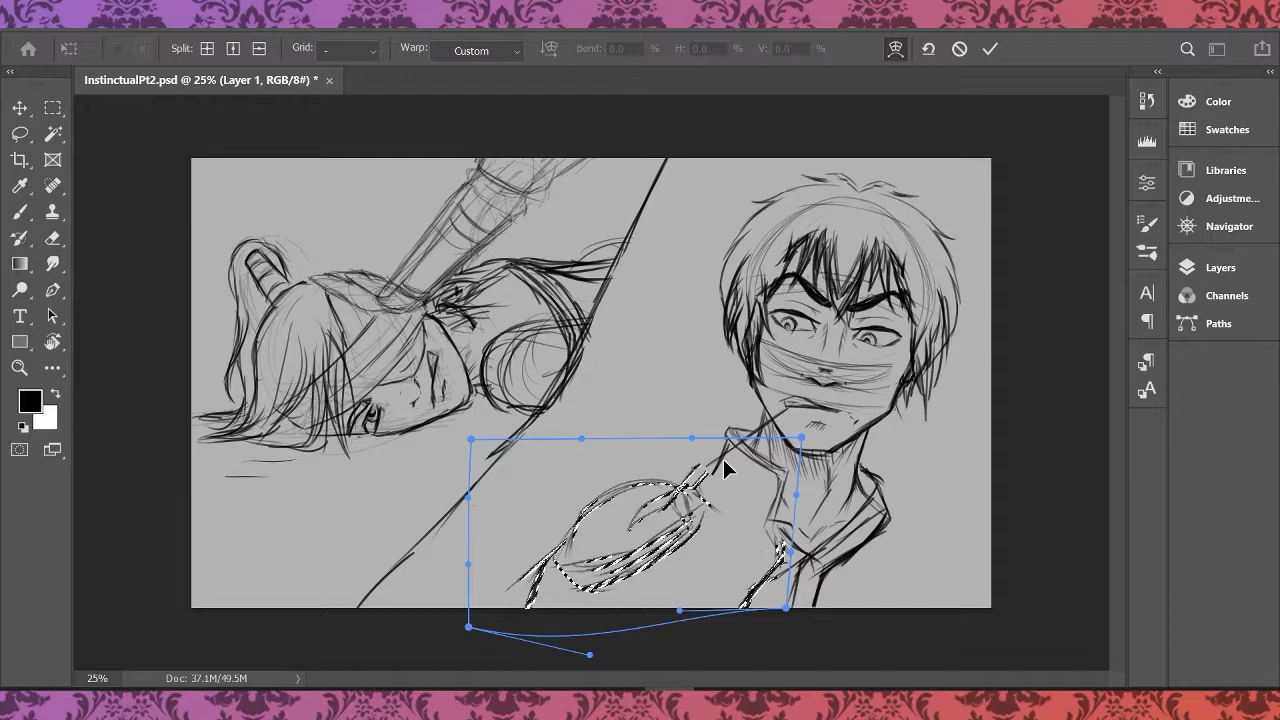 Split:
Grid: -
Warp: Custom
Bend: 0.0 %
H: 0.0 %
V: 0.0 %
InstinctualPt2.psd @ 25% (Layer 1, RGB/8#) * ×
Color
Swatches
Libraries
Adjustme...
Navigator
Layers
Channels
Paths
25%
Doc: 37.1M/49.5M